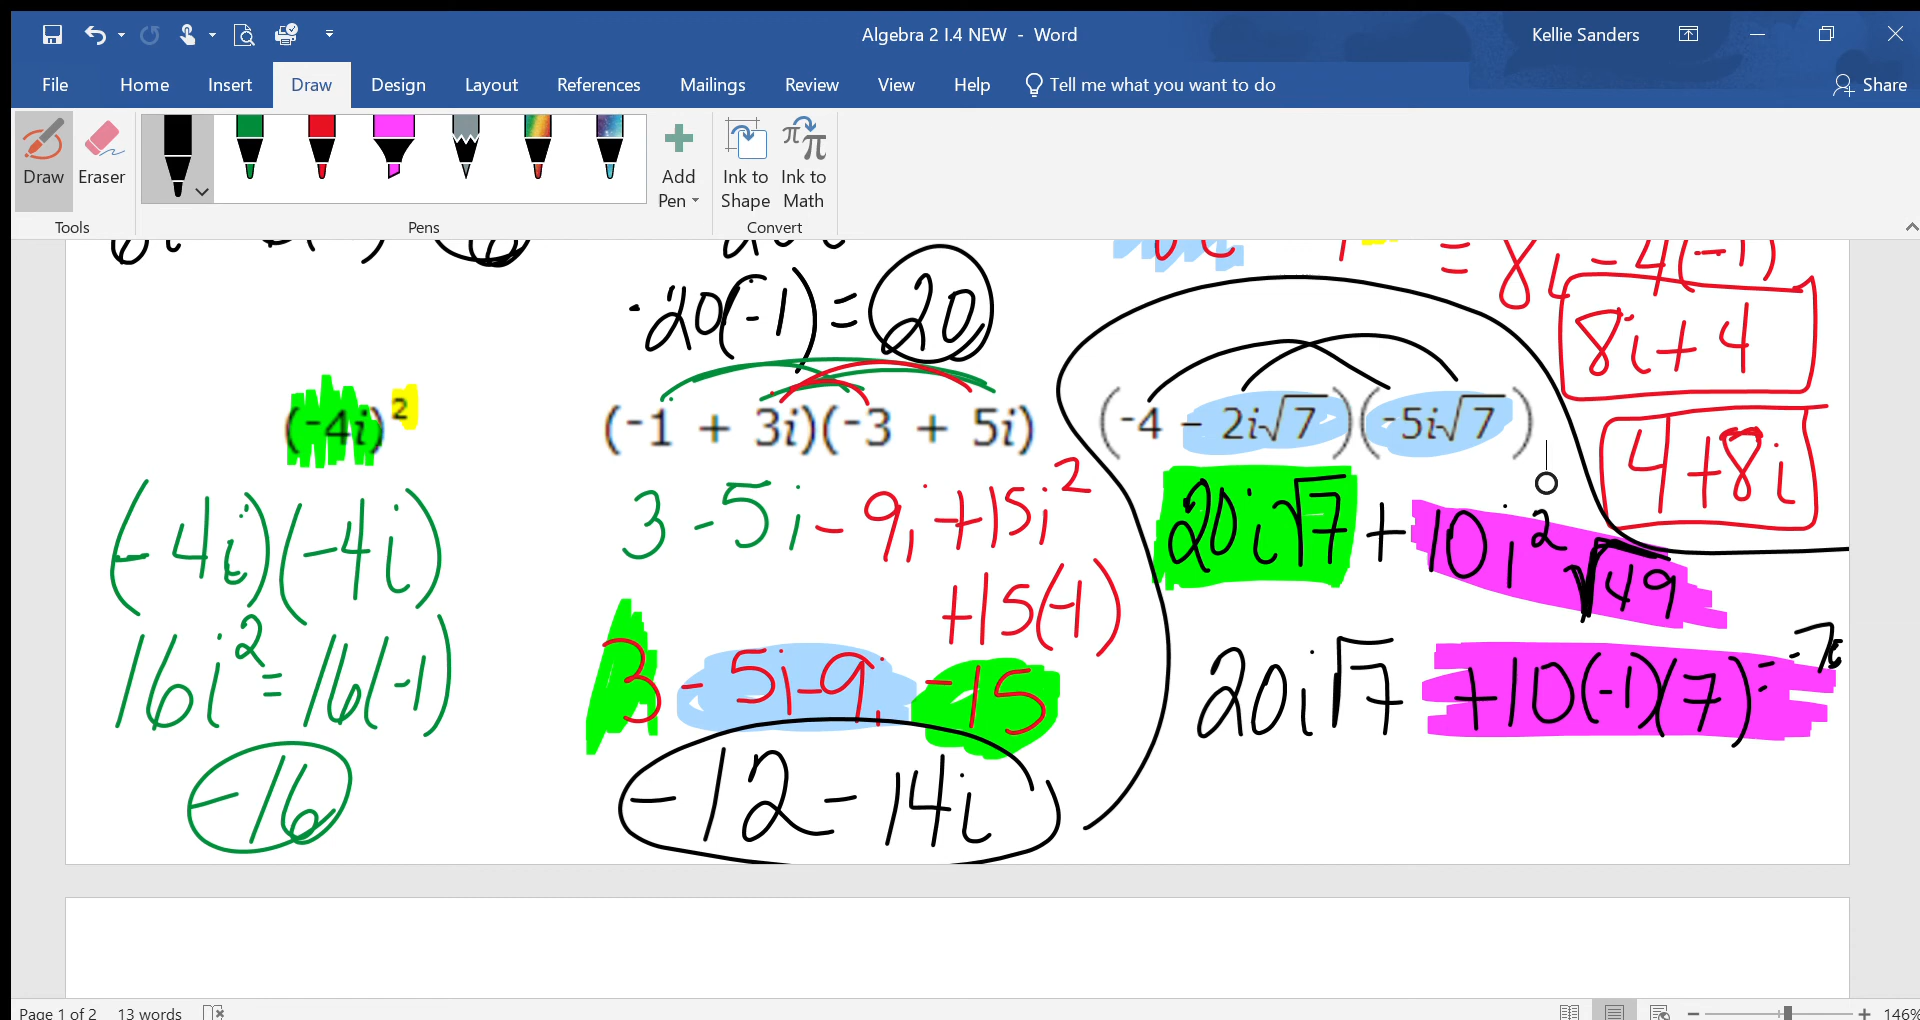 Algebra 2 I.4 NEW - Word
Kellie Sanders
File Home Insert Draw Design Layout References Mailings Review View Help Tell me what you want to do Share
Draw Eraser
Add Pen
Ink to Shape
Ink to Math
Tools Pens Convert
= 8i - 4(-1)
-20(-1) = 20
8i + 4
4 + 8i
(-4i)²
(-4i)(-4i)
16i² = 16(-1)
-16
(-1 + 3i)(-3 + 5i)
3 - 5i - 9i + 15i²
+15(-1)
3 - 5i - 9i - 15
-12 - 14i
(-4 - 2i√7)(-5i√7)
20i√7 + 10i²√49
20i√7 + 10(-1)(7) =
Page 1 of 2 13 words
146%